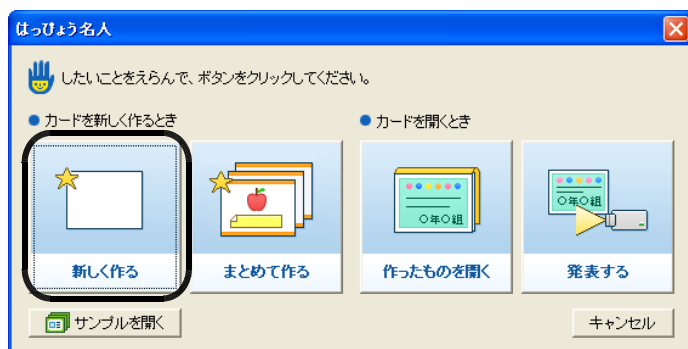 はっぴょう名人
したいことをえらんで、ボタンをクリックしてください。
カードを新しく作るとき
カードを開くとき
○年○組
○年○組
新しく作る
まとめて作る
作ったものを開く
発表する
サンプルを開く
キャンセル